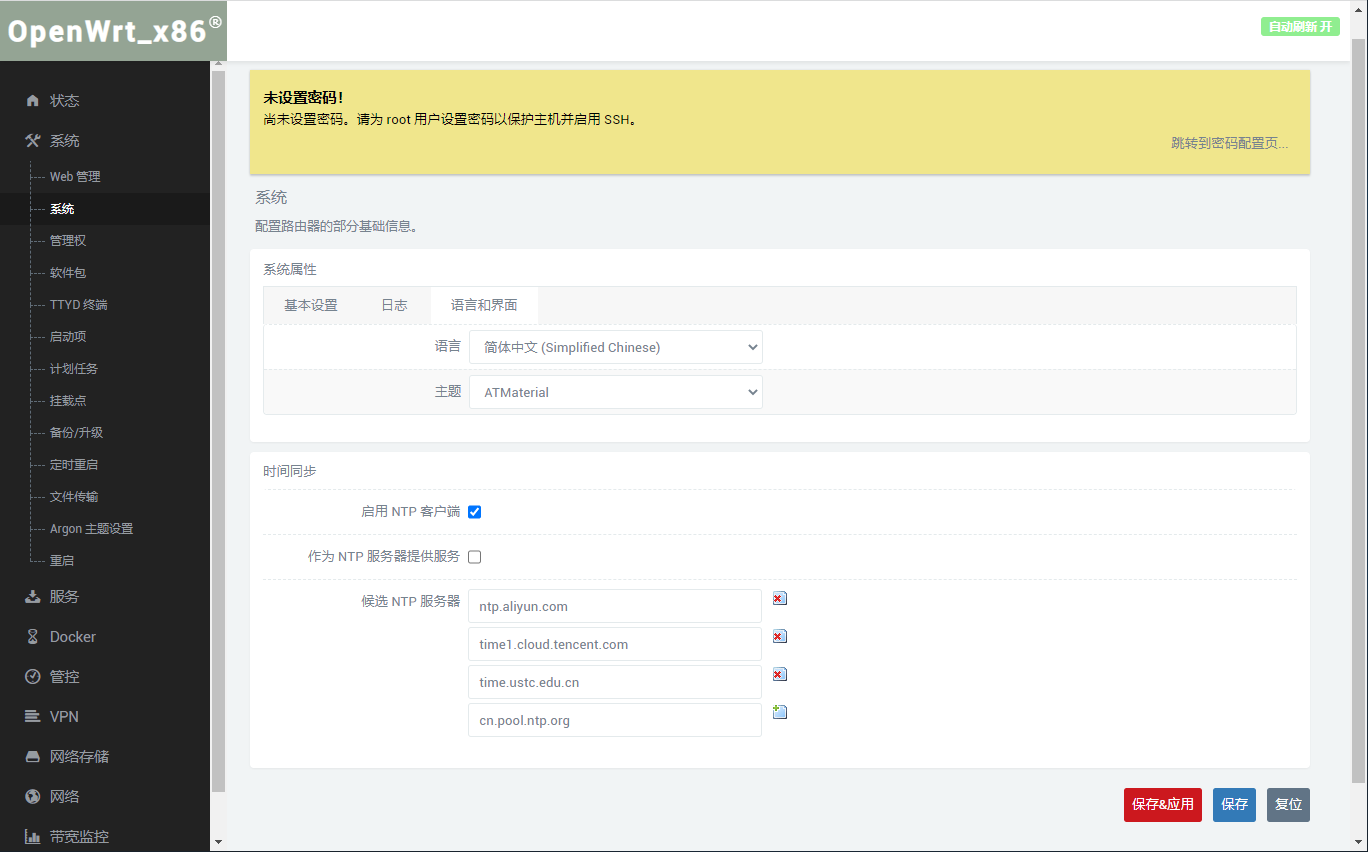 OpenWrt_x86®
自动刷新 开
状态
系统
Web 管理
系统
管理权
软件包
TTYD 终端
启动项
计划任务
挂载点
备份/升级
定时重启
文件传输
Argon 主题设置
重启
服务
Docker
管控
VPN
网络存储
网络
带宽监控
未设置密码！
尚未设置密码。请为 root 用户设置密码以保护主机并启用 SSH。
跳转到密码配置页...
系统
配置路由器的部分基础信息。
系统属性
基本设置 日志 语言和界面
语言 简体中文 (Simplified Chinese)
主题 ATMaterial
时间同步
启用 NTP 客户端
作为 NTP 服务器提供服务
候选 NTP 服务器 ntp.aliyun.com
time1.cloud.tencent.com
time.ustc.edu.cn
cn.pool.ntp.org
保存&应用 保存 复位